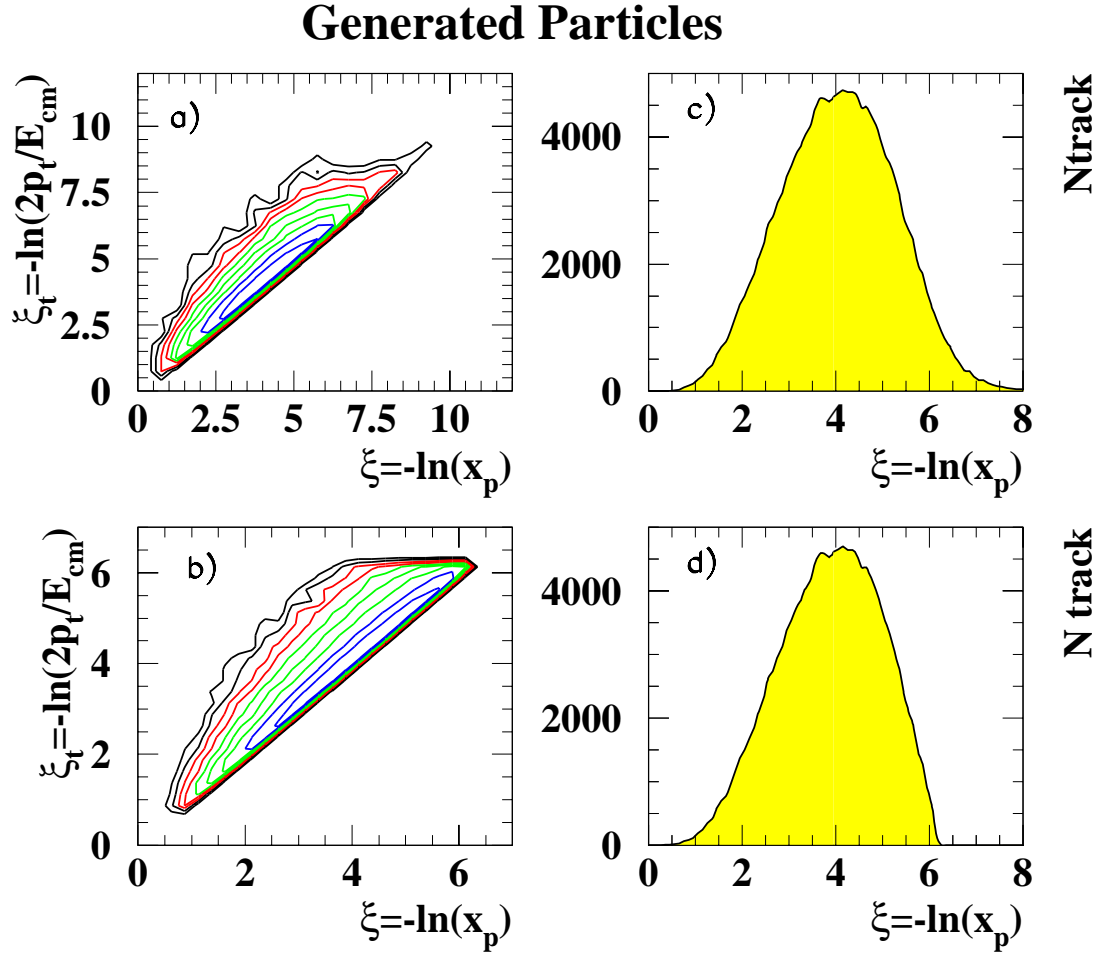 Generated Particles
a)
ξt=-ln(2pt/Ecm)
10
7.5
5
2.5
0
0 2.5 5 7.5 10
ξ=-ln(xp)
c)
Ntrack
4000
2000
0
0 2 4 6 8
ξ=-ln(xp)
b)
ξt=-ln(2pt/Ecm)
6
4
2
0
0 2 4 6
ξ=-ln(xp)
d)
N track
4000
2000
0
0 2 4 6 8
ξ=-ln(xp)